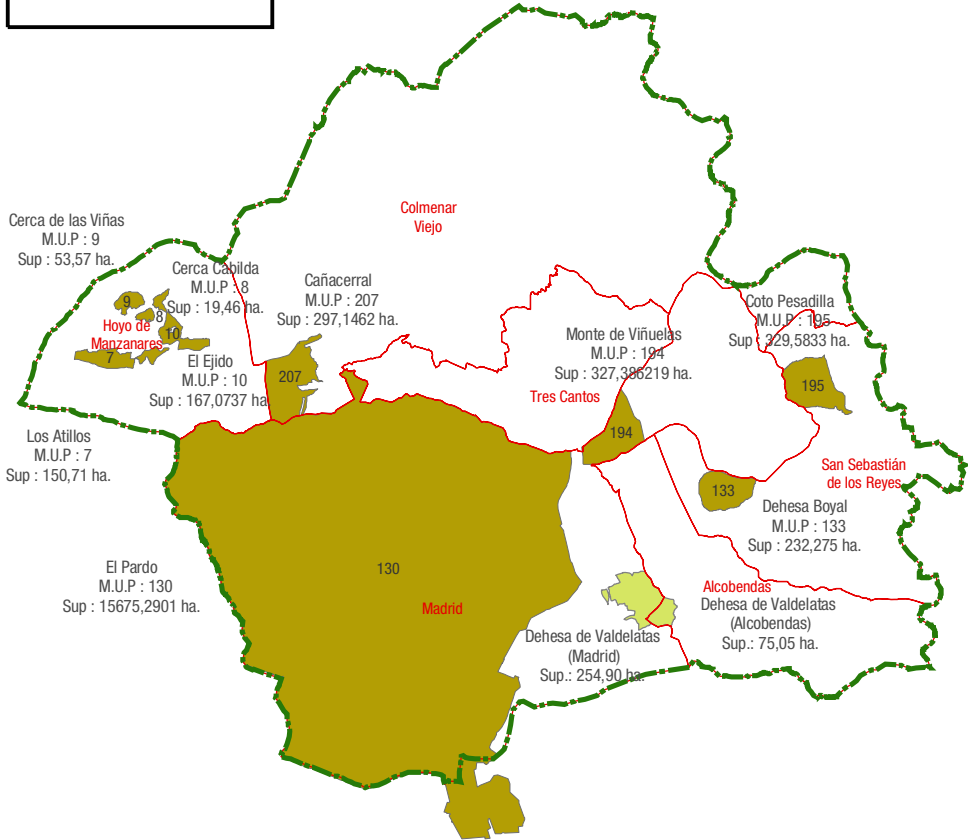 Colmenar
Viejo
Cerca de las Viñas
M.U.P : 9
Sup : 53,57 ha.
Cerca Cabilda
M.U.P : 8
Sup : 19,46 ha.
Cañacerral
M.U.P : 207
Sup : 297,1462 ha.
9
8
10
7
Hoyo de
Manzanares
El Ejido
M.U.P : 10
Sup : 167,0737 ha
207
Monte de Viñuelas
M.U.P : 194
Sup : 327,386219 ha.
Tres Cantos
Coto Pesadilla
M.U.P : 195
Sup : 329,5833 ha.
195
194
Los Atillos
M.U.P : 7
Sup : 150,71 ha.
San Sebastián
de los Reyes
133
Dehesa Boyal
M.U.P : 133
Sup : 232,275 ha.
El Pardo
M.U.P : 130
Sup : 15675,2901 ha.
130
Madrid
Alcobendas
Dehesa de Valdelatas
(Alcobendas)
Sup.: 75,05 ha.
Dehesa de Valdelatas
(Madrid)
Sup.: 254,90 ha.